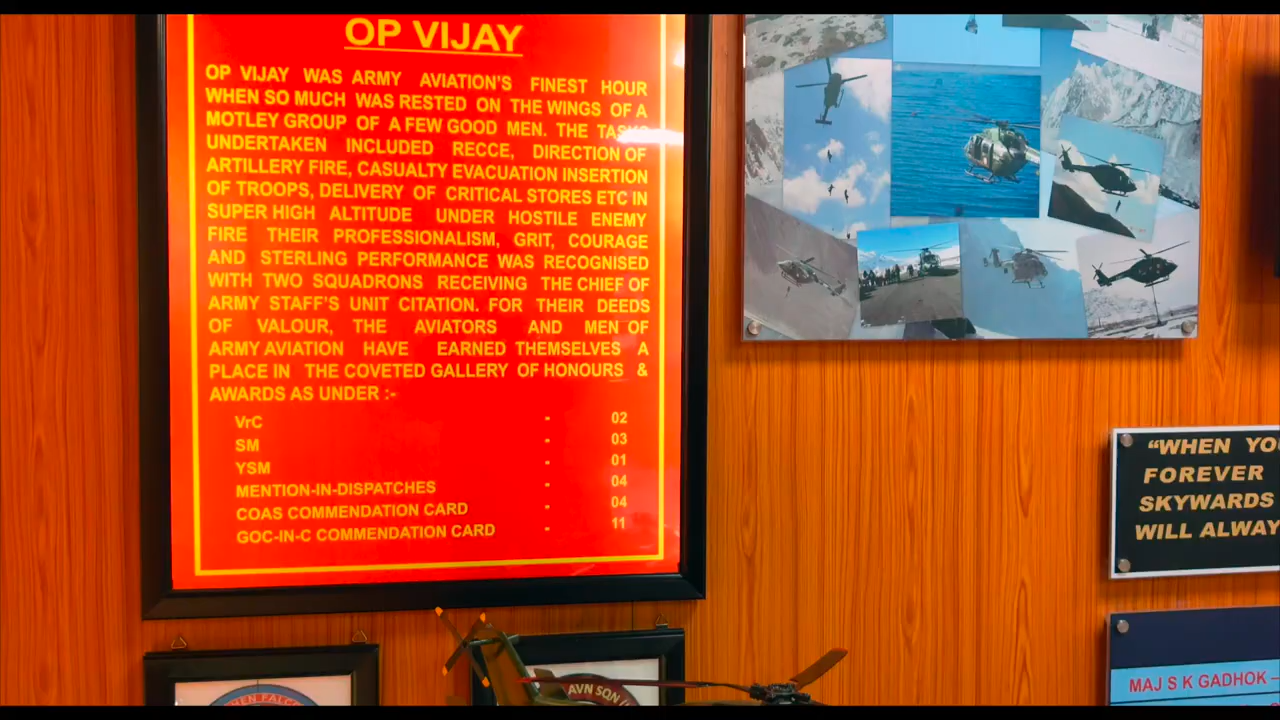 OP VIJAY
OP VIJAY WAS ARMY AVIATION'S FINEST HOUR
WHEN SO MUCH WAS RESTED ON THE WINGS OF A
MOTLEY GROUP OF A FEW GOOD MEN. THE TASKS
UNDERTAKEN INCLUDED RECCE, DIRECTION OF
ARTILLERY FIRE, CASUALTY EVACUATION INSERTION
OF TROOPS, DELIVERY OF CRITICAL STORES ETC IN
SUPER HIGH ALTITUDE UNDER HOSTILE ENEMY
FIRE THEIR PROFESSIONALISM, GRIT, COURAGE
AND STERLING PERFORMANCE WAS RECOGNISED
WITH TWO SQUADRONS RECEIVING THE CHIEF OF
ARMY STAFF'S UNIT CITATION. FOR THEIR DEEDS
OF VALOUR, THE AVIATORS AND MEN OF
ARMY AVIATION HAVE EARNED THEMSELVES A
PLACE IN THE COVETED GALLERY OF HONOURS &
AWARDS AS UNDER :-
VrC - 02
SM - 03
YSM - 01
MENTION-IN-DISPATCHES - 04
COAS COMMENDATION CARD - 04
GOC-IN-C COMMENDATION CARD - 11
"WHEN YO
FOREVER
SKYWARDS
WILL ALWAY
MAJ S K GADHOK –
AVN SQN